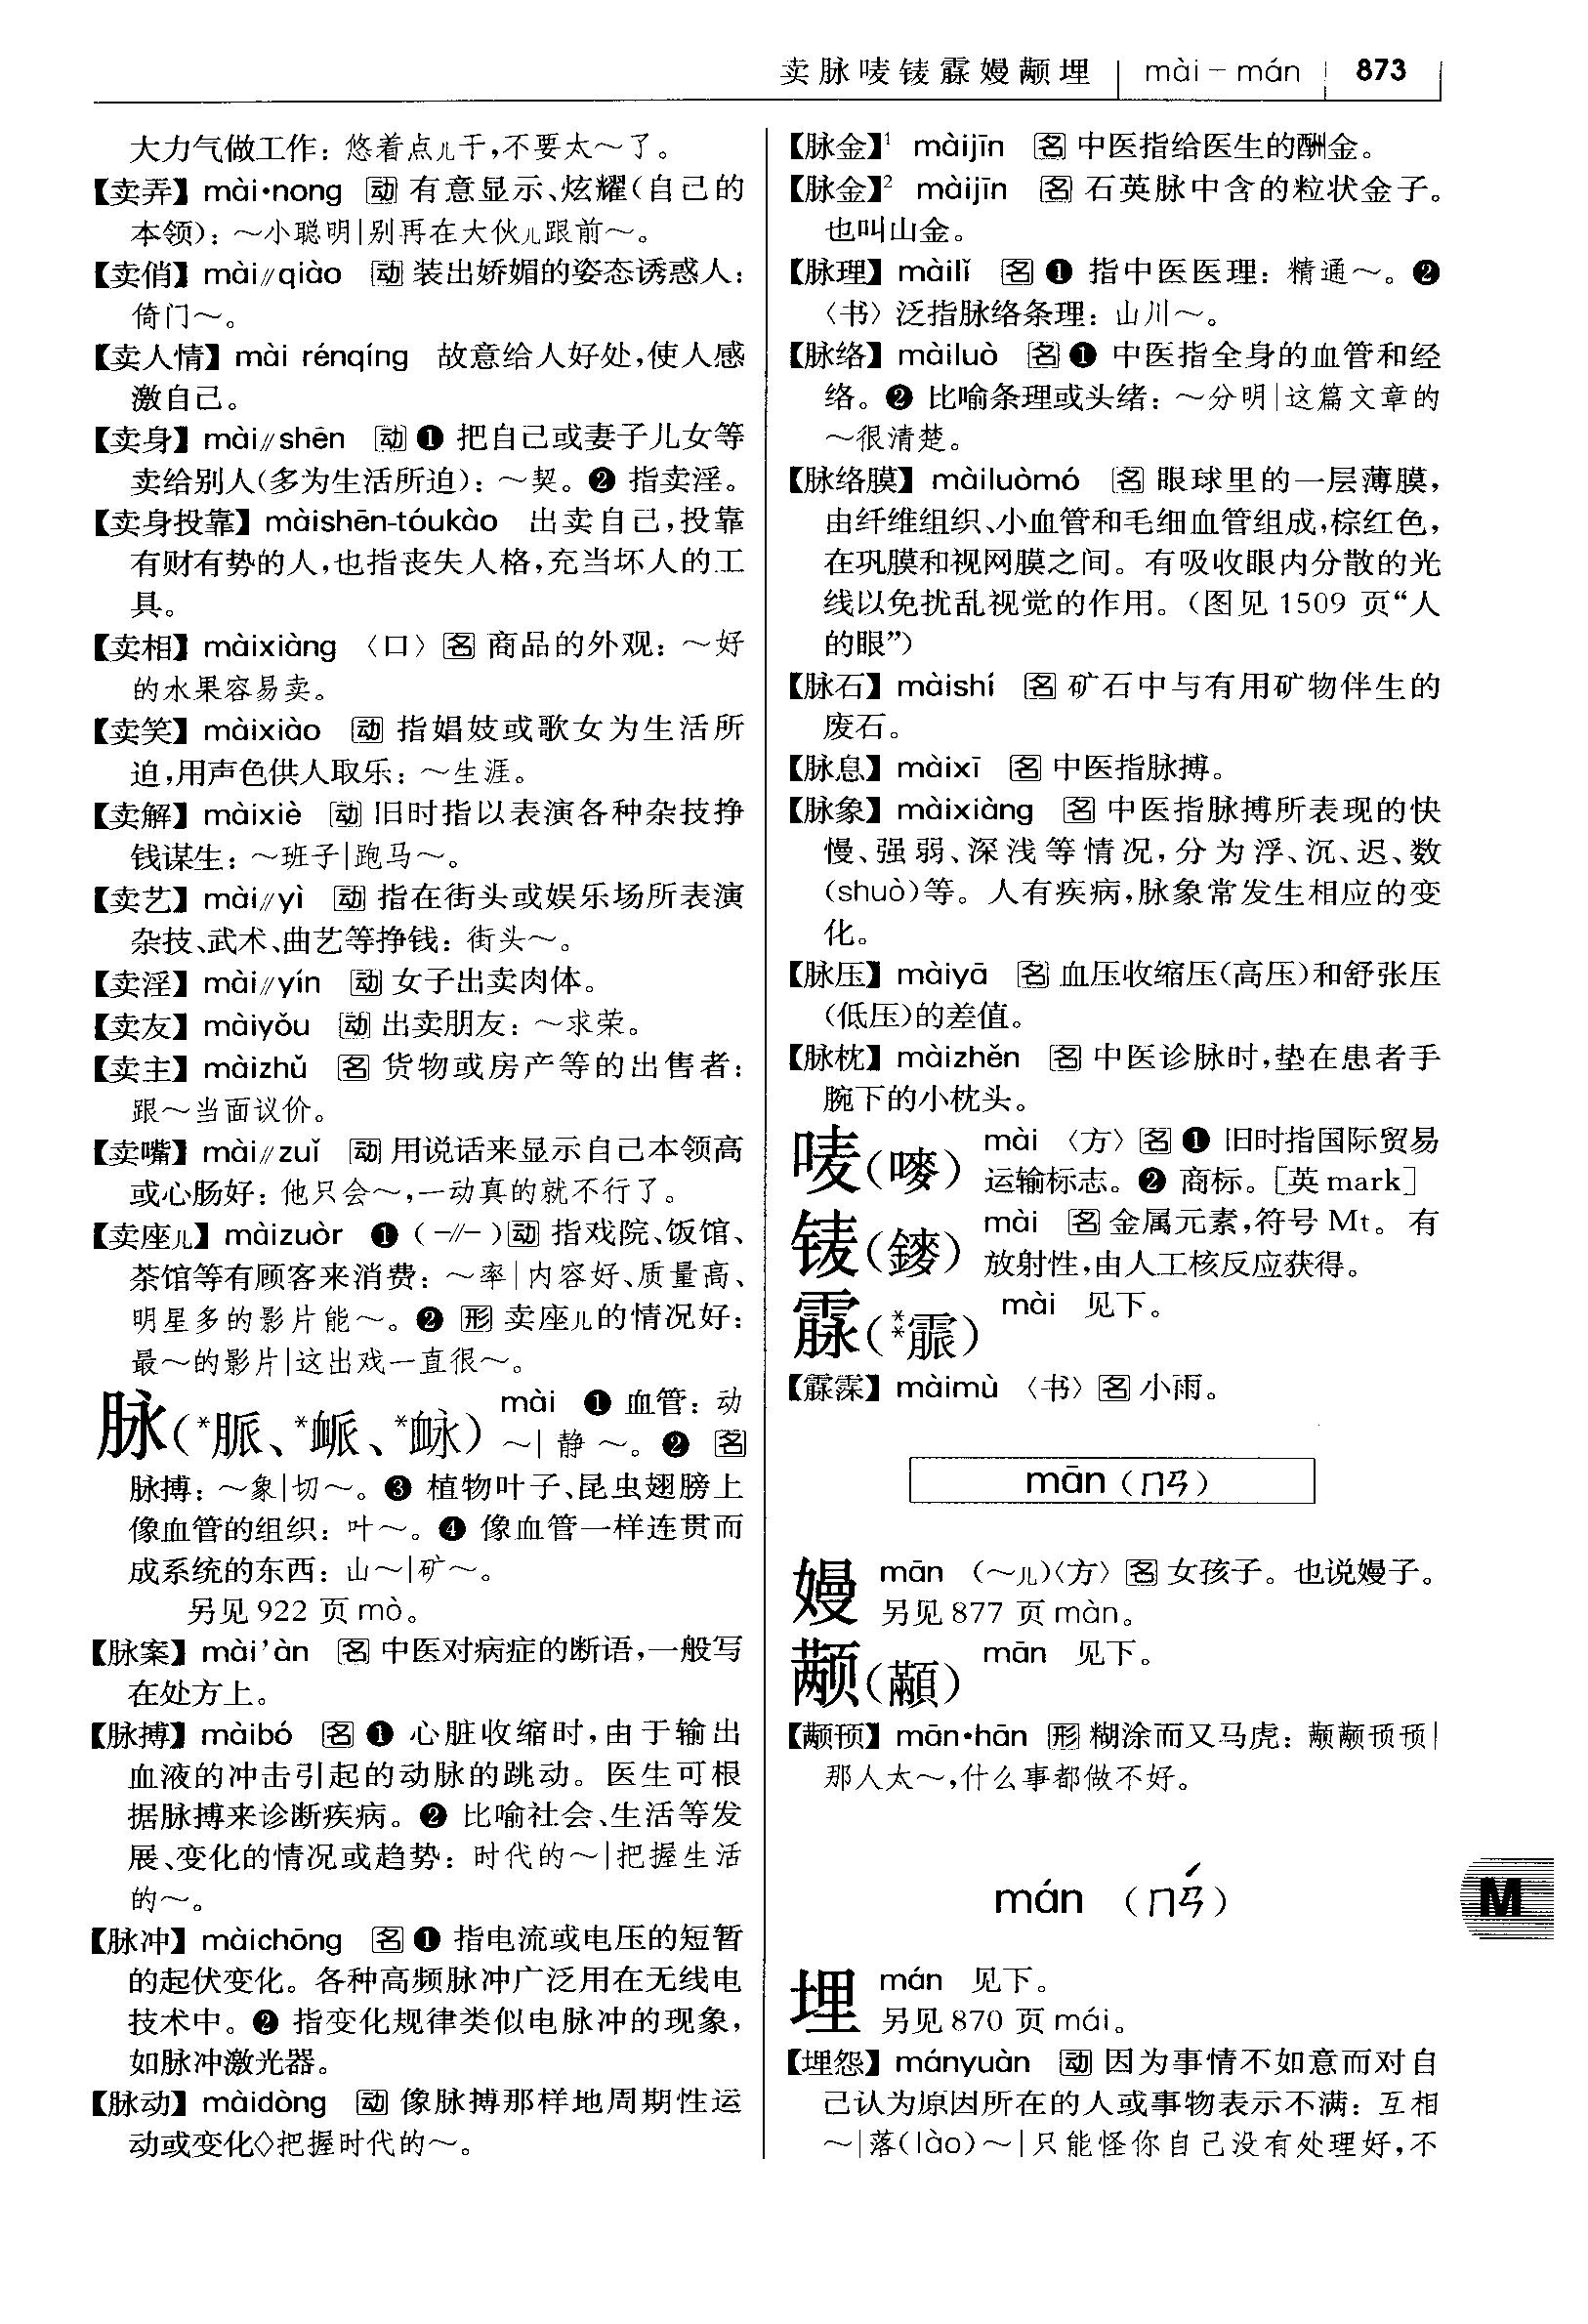 卖脉唛䥑霡嫚颟埋 mài－mán 873
大力气做工作：悠着点儿干，不要太～了。
【卖弄】mài·nong 动 有意显示、炫耀（自己的
本领）：～小聪明|别再在大伙儿跟前～。
【卖俏】mài∥qiào 动 装出娇媚的姿态诱惑人：
倚门～。
【卖人情】mài rénqíng 故意给人好处，使人感
激自己。
【卖身】mài∥shēn 动 ❶ 把自己或妻子儿女等
卖给别人（多为生活所迫）：～契。❷ 指卖淫。
【卖身投靠】màishēn-tóukào 出卖自己，投靠
有财有势的人，也指丧失人格，充当坏人的工
具。
【卖相】màixiàng 〈口〉 名 商品的外观：～好
的水果容易卖。
【卖笑】màixiào 动 指娼妓或歌女为生活所
迫，用声色供人取乐：～生涯。
【卖解】màixiè 动 旧时指以表演各种杂技挣
钱谋生：～班子|跑马～。
【卖艺】mài∥yì 动 指在街头或娱乐场所表演
杂技、武术、曲艺等挣钱：街头～。
【卖淫】mài∥yín 动 女子出卖肉体。
【卖友】màiyǒu 动 出卖朋友：～求荣。
【卖主】màizhǔ 名 货物或房产等的出售者：
跟～当面议价。
【卖嘴】mài∥zuǐ 动 用说话来显示自己本领高
或心肠好：他只会～，一动真的就不行了。
【卖座儿】màizuòr ❶（－∥－）动 指戏院、饭馆、
茶馆等有顾客来消费：～率|内容好、质量高、
明星多的影片能～。❷ 形 卖座儿的情况好：
最～的影片|这出戏一直很～。
脉（*脈、*衇、*䘑） mài ❶ 血管：动
～|静～。❷ 名
脉搏：～象|切～。❸ 植物叶子、昆虫翅膀上
像血管的组织：叶～。❹ 像血管一样连贯而
成系统的东西：山～|矿～。
另见 922 页 mò。
【脉案】mài’àn 名 中医对病症的断语，一般写
在处方上。
【脉搏】màibó 名 ❶ 心脏收缩时，由于输出
血液的冲击引起的动脉的跳动。医生可根
据脉搏来诊断疾病。❷ 比喻社会、生活等发
展、变化的情况或趋势：时代的～|把握生活
的～。
【脉冲】màichōng 名 ❶ 指电流或电压的短暂
的起伏变化。各种高频脉冲广泛用在无线电
技术中。❷ 指变化规律类似电脉冲的现象，
如脉冲激光器。
【脉动】màidòng 动 像脉搏那样地周期性运
动或变化◇把握时代的～。
【脉金】¹ màijīn 名 中医指给医生的酬金。
【脉金】² màijīn 名 石英脉中含的粒状金子。
也叫山金。
【脉理】màilǐ 名 ❶ 指中医医理：精通～。❷
〈书〉泛指脉络条理：山川～。
【脉络】màiluò 名 ❶ 中医指全身的血管和经
络。❷ 比喻条理或头绪：～分明|这篇文章的
～很清楚。
【脉络膜】màiluòmó 名 眼球里的一层薄膜，
由纤维组织、小血管和毛细血管组成，棕红色，
在巩膜和视网膜之间。有吸收眼内分散的光
线以免扰乱视觉的作用。（图见 1509 页“人
的眼”）
【脉石】màishí 名 矿石中与有用矿物伴生的
废石。
【脉息】màixī 名 中医指脉搏。
【脉象】màixiàng 名 中医指脉搏所表现的快
慢、强弱、深浅等情况，分为浮、沉、迟、数
（shuò）等。人有疾病，脉象常发生相应的变
化。
【脉压】màiyā 名 血压收缩压（高压）和舒张压
（低压）的差值。
【脉枕】màizhěn 名 中医诊脉时，垫在患者手
腕下的小枕头。
唛（嘜） mài 〈方〉 名 ❶ 旧时指国际贸易
运输标志。❷ 商标。［英 mark］
䥑（鿏） mài 名 金属元素，符号 Mt。有
放射性，由人工核反应获得。
霡（**霢） mài 见下。
【霡霂】màimù 〈书〉 名 小雨。
mān（ㄇㄢ）
嫚 mān （～儿）〈方〉 名 女孩子。也说嫚子。
另见 877 页 màn。
颟（顢） mān 见下。
【颟顸】mān·hān 形 糊涂而又马虎：颟颟顸顸|
那人太～，什么事都做不好。
mán （ㄇㄢˊ）
M
埋 mán 见下。
另见 870 页 mái。
【埋怨】mányuàn 动 因为事情不如意而对自
己认为原因所在的人或事物表示不满：互相
～|落（lào）～|只能怪你自己没有处理好，不